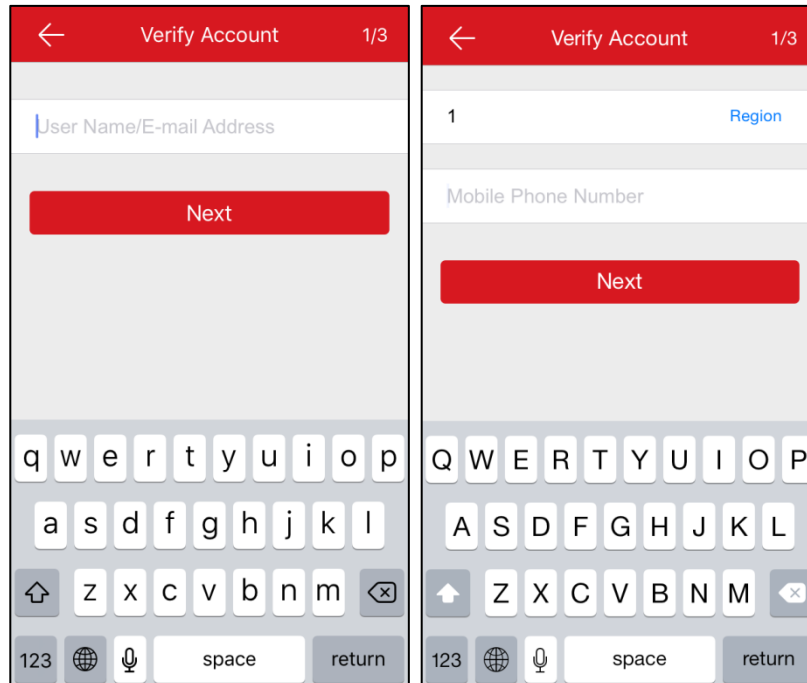 Verify Account 1/3
User Name/E-mail Address
Next
q w e r t y u i o p
a s d f g h j k l
z x c v b n m
123 space return
Verify Account 1/3
1 Region
Mobile Phone Number
Next
Q W E R T Y U I O P
A S D F G H J K L
Z X C V B N M
123 space return